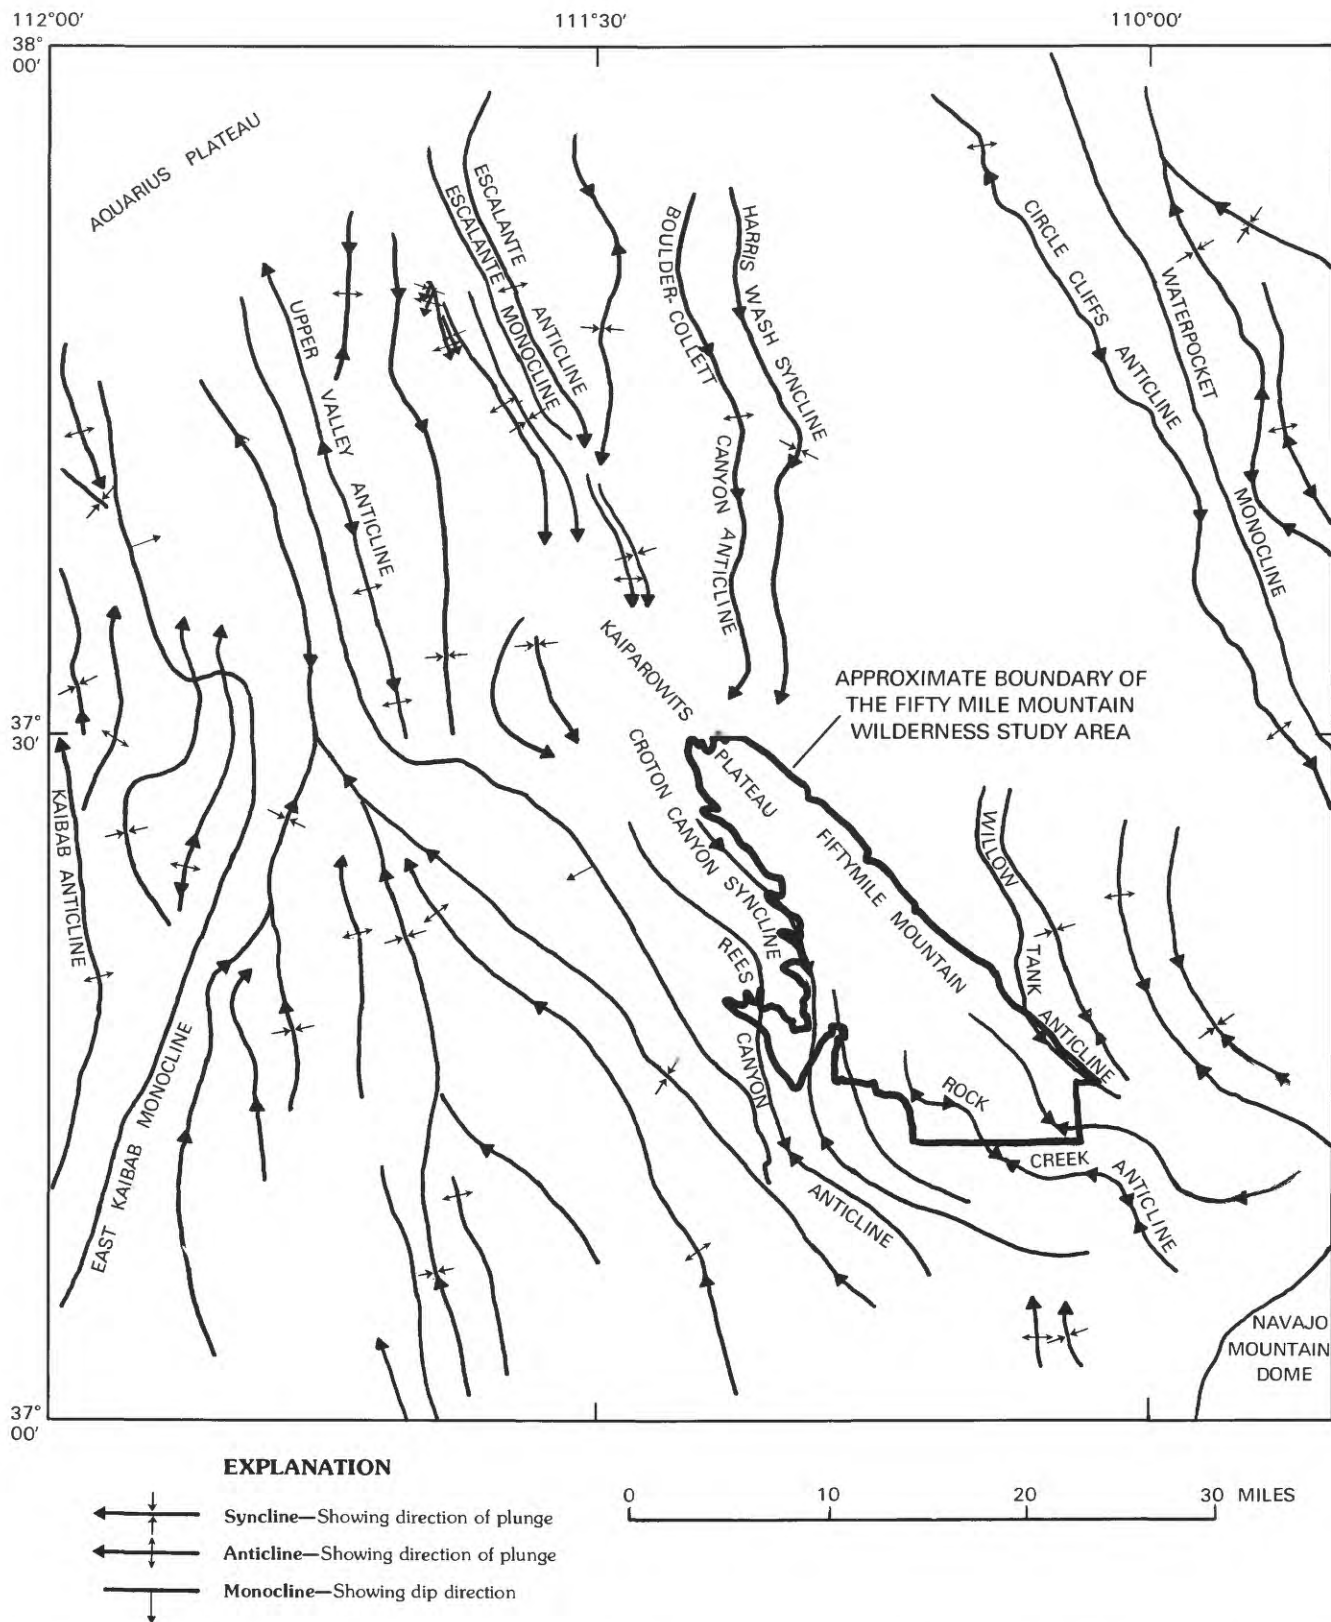 112°00′
111°30′
110°00′
38°
00′
AQUARIUS PLATEAU
ESCALANTE ANTICLINE
ESCALANTE MONOCLINE
BOULDER-COLLETT CANYON ANTICLINE
HARRIS WASH SYNCLINE
CIRCLE CLIFFS ANTICLINE
WATERPOCKET MONOCLINE
UPPER VALLEY ANTICLINE
KAIPAROWITS PLATEAU
APPROXIMATE BOUNDARY OF
THE FIFTY MILE MOUNTAIN
WILDERNESS STUDY AREA
37°
30′
KAIBAB ANTICLINE
CROTON CANYON SYNCLINE
FIFTYMILE MOUNTAIN
WILLOW TANK ANTICLINE
REES CANYON ANTICLINE
ROCK CREEK ANTICLINE
EAST KAIBAB MONOCLINE
NAVAJO
MOUNTAIN
DOME
37°
00′
EXPLANATION
Syncline—Showing direction of plunge
Anticline—Showing direction of plunge
Monocline—Showing dip direction
0 10 20 30 MILES